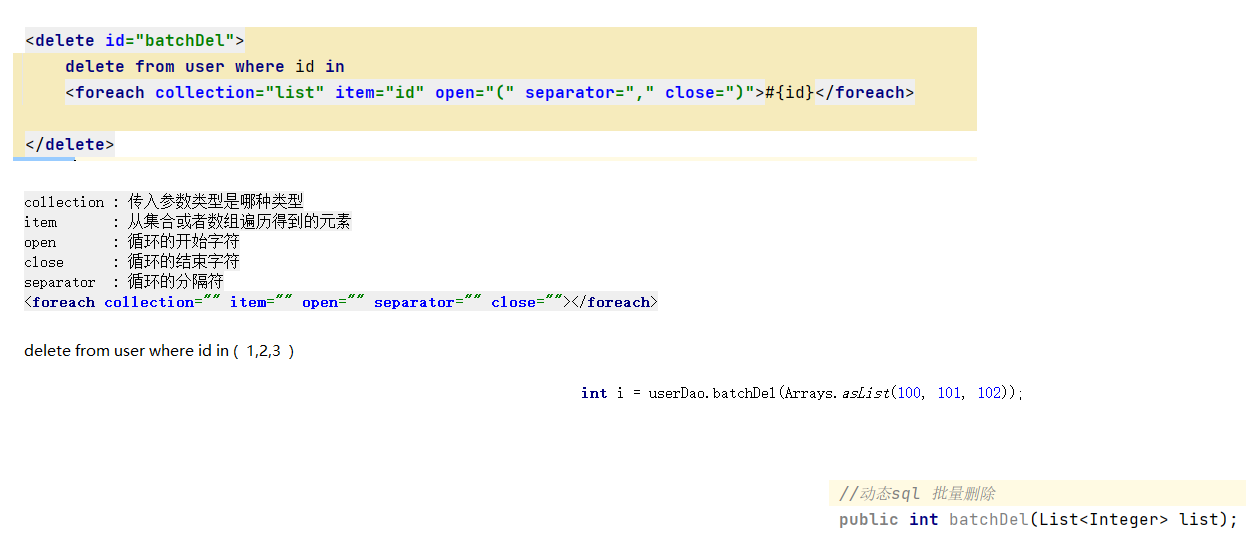 <delete id="batchDel">
delete from user where id in
<foreach collection="list" item="id" open="(" separator="," close=")">#{id}</foreach>
</delete>
collection : 传入参数类型是哪种类型
item : 从集合或者数组遍历得到的元素
open : 循环的开始字符
close : 循环的结束字符
separator : 循环的分隔符
<foreach collection="" item="" open="" separator="" close=""></foreach>
delete from user where id in ( 1,2,3 )
int i = userDao.batchDel(Arrays.asList(100, 101, 102));
//动态sql 批量删除
public int batchDel(List<Integer> list);